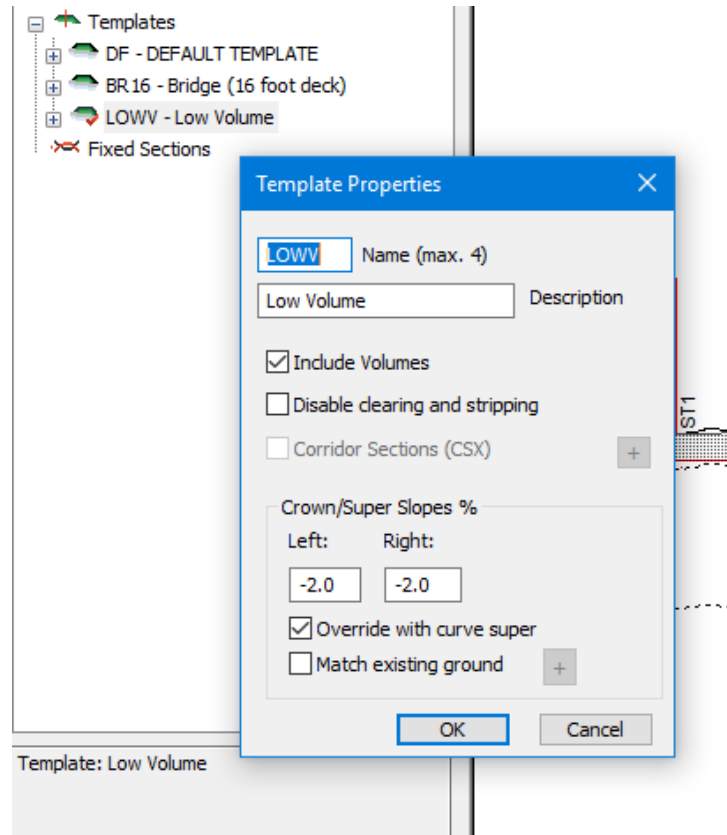 Templates
DF - DEFAULT TEMPLATE
BR16 - Bridge (16 foot deck)
LOWV - Low Volume
Fixed Sections
Template Properties
LOWV Name (max. 4)
Low Volume Description
Include Volumes
Disable clearing and stripping
Corridor Sections (CSX) +
Crown/Super Slopes %
Left: Right:
-2.0 -2.0
Override with curve super
Match existing ground +
OK Cancel
ST1
Template: Low Volume